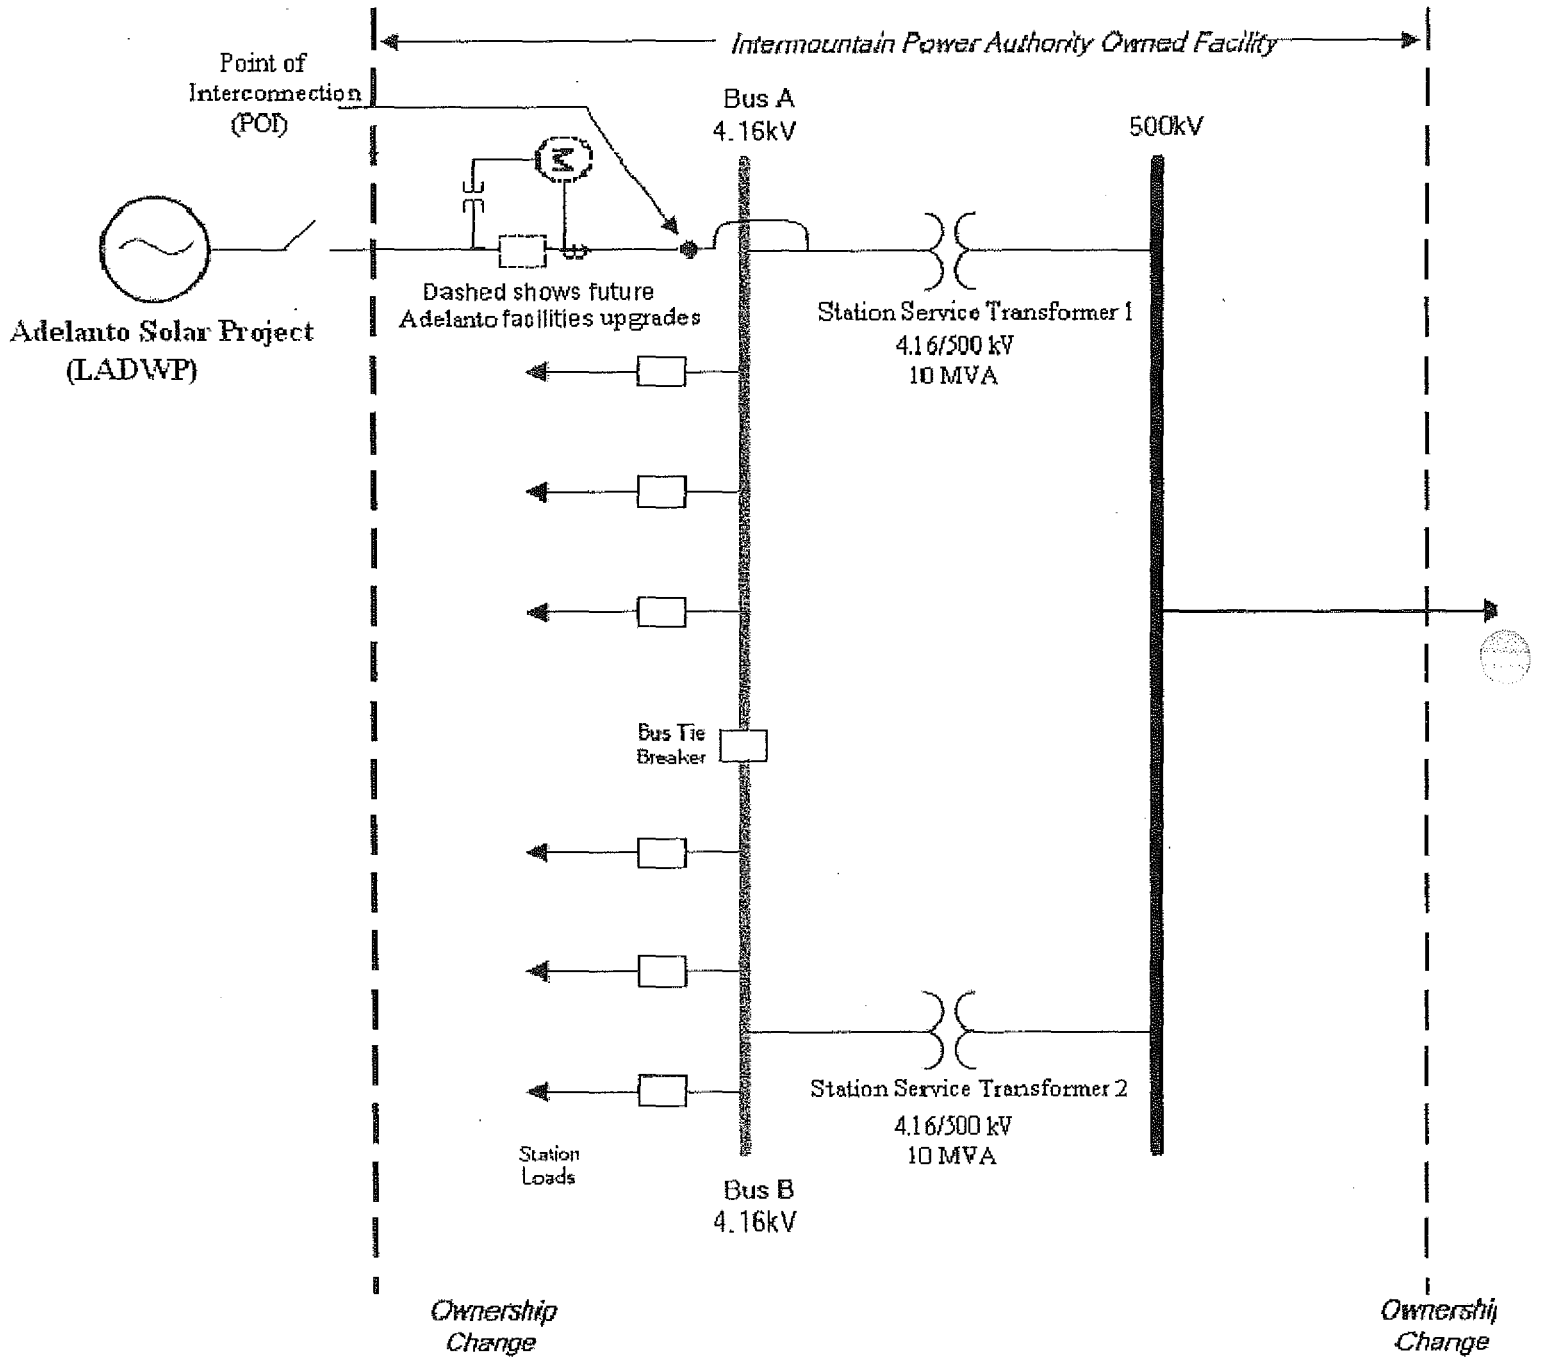 Intermountain Power Authority Owned Facility
Point of
Interconnection
(POI)
Bus A
4.16kV
500kV
M
Dashed shows future
Adelanto facilities upgrades
Adelanto Solar Project
(LADWP)
Station Service Transformer 1
4.16/500 kV
10 MVA
Bus Tie
Breaker
Station Service Transformer 2
4.16/500 kV
10 MVA
Station
Loads
Bus B
4.16kV
Ownership
Change
Ownershi
Change